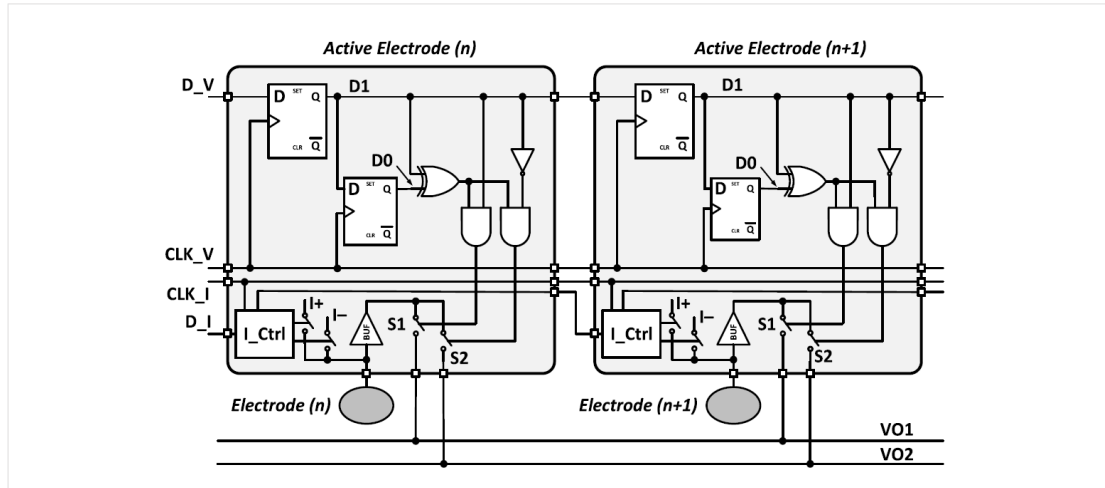 Active Electrode (n)
Active Electrode (n+1)
D_V
D SET Q
D1
D SET Q
D1
CLR Q
CLR Q
D0
D0
D SET Q
D SET Q
CLR Q
CLR Q
CLK_V
CLK_I
I+
I+
I–
I–
D_I
I_Ctrl
BUF
S1
I_Ctrl
BUF
S1
S2
S2
Electrode (n)
Electrode (n+1)
VO1
VO2